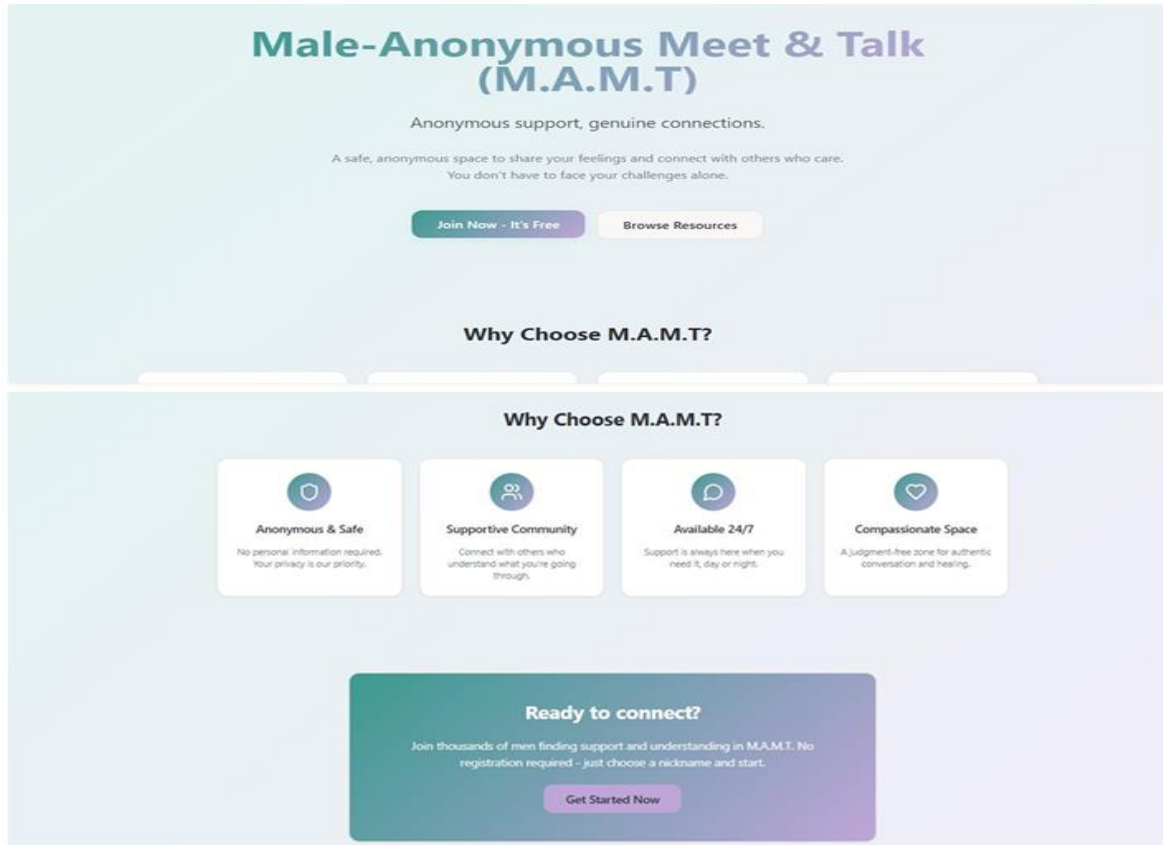 Male-Anonymous Meet & Talk
(M.A.M.T)
Anonymous support, genuine connections.
A safe, anonymous space to share your feelings and connect with others who care.
You don't have to face your challenges alone.
Join Now - It's Free
Browse Resources
Why Choose M.A.M.T?
Why Choose M.A.M.T?
Anonymous & Safe
No personal information required.
Your privacy is our priority.
Supportive Community
Connect with others who
understand what you're going
through.
Available 24/7
Support is always here when you
need it, day or night.
Compassionate Space
A judgment-free zone for authentic
conversation and healing.
Ready to connect?
Join thousands of men finding support and understanding in M.A.M.T. No
registration required - just choose a nickname and start.
Get Started Now